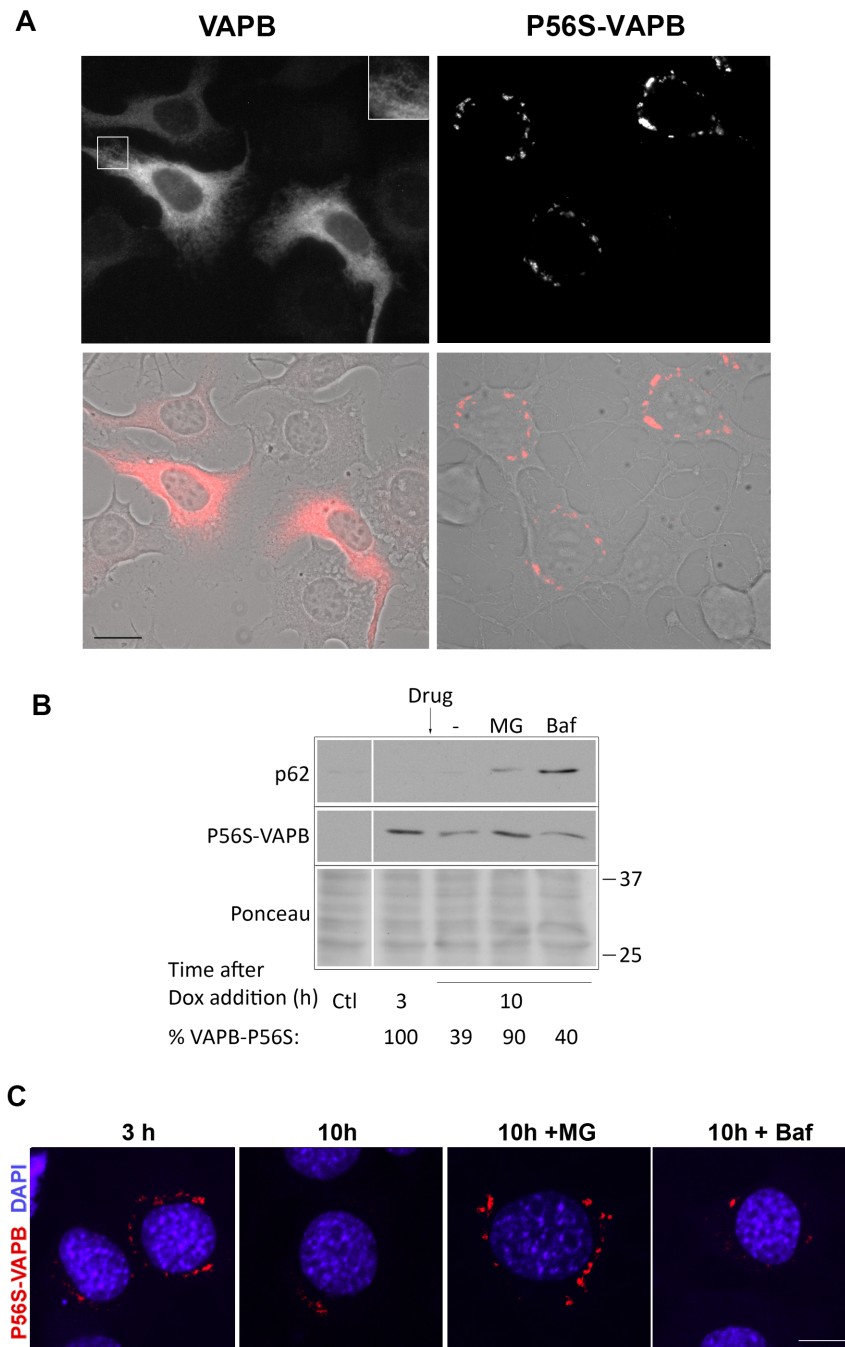 A
VAPB P56S-VAPB
B
Drug
- MG Baf
p62
P56S-VAPB
Ponceau
37
25
Time after
Dox addition (h) Ctl 3 10
% VAPB-P56S: 100 39 90 40
C
3 h 10h 10h +MG 10h + Baf
P56S-VAPB DAPI